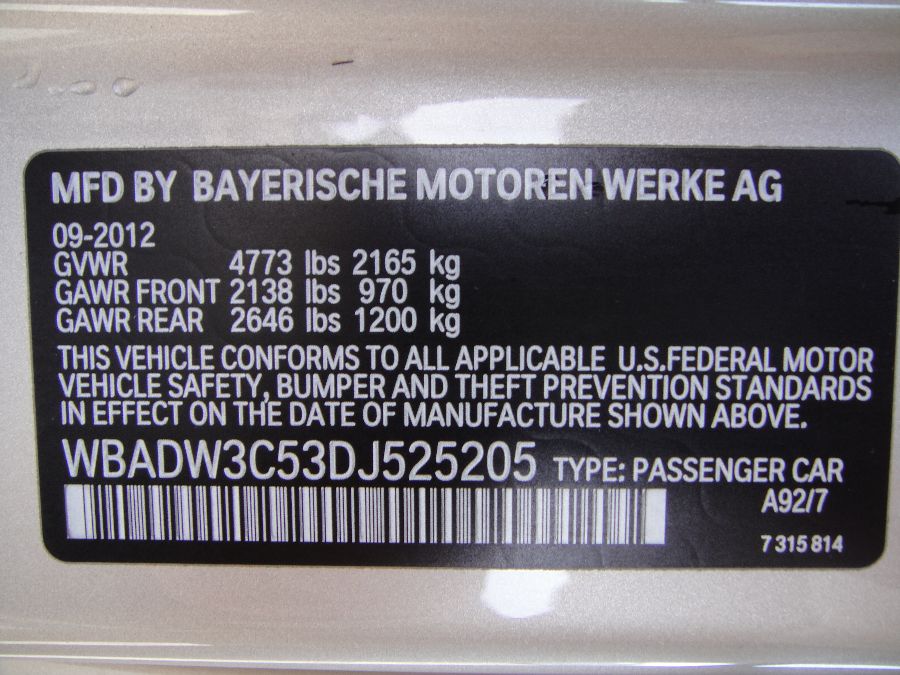 MFD BY BAYERISCHE MOTOREN WERKE AG
09-2012
GVWR 4773 lbs 2165 kg
GAWR FRONT 2138 lbs 970 kg
GAWR REAR 2646 lbs 1200 kg
THIS VEHICLE CONFORMS TO ALL APPLICABLE U.S.FEDERAL MOTOR
VEHICLE SAFETY, BUMPER AND THEFT PREVENTION STANDARDS
IN EFFECT ON THE DATE OF MANUFACTURE SHOWN ABOVE.
WBADW3C53DJ525205 TYPE: PASSENGER CAR
A92/7
7 315 814